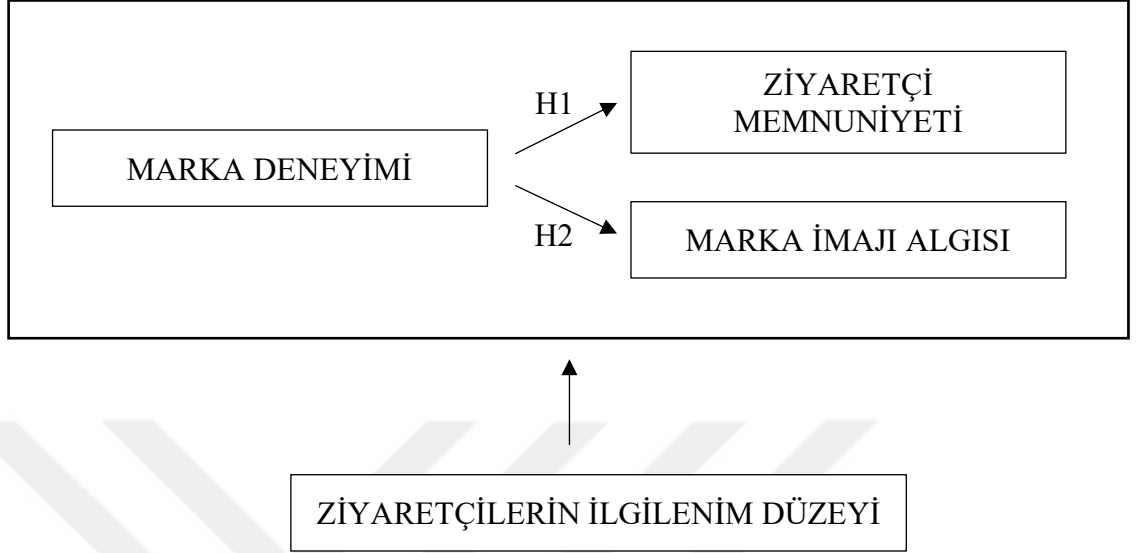 ZİYARETÇİ
MEMNUNİYETİ
H1
MARKA DENEYİMİ
H2
MARKA İMAJI ALGISI
ZİYARETÇİLERİN İLGİLENİM DÜZEYİ